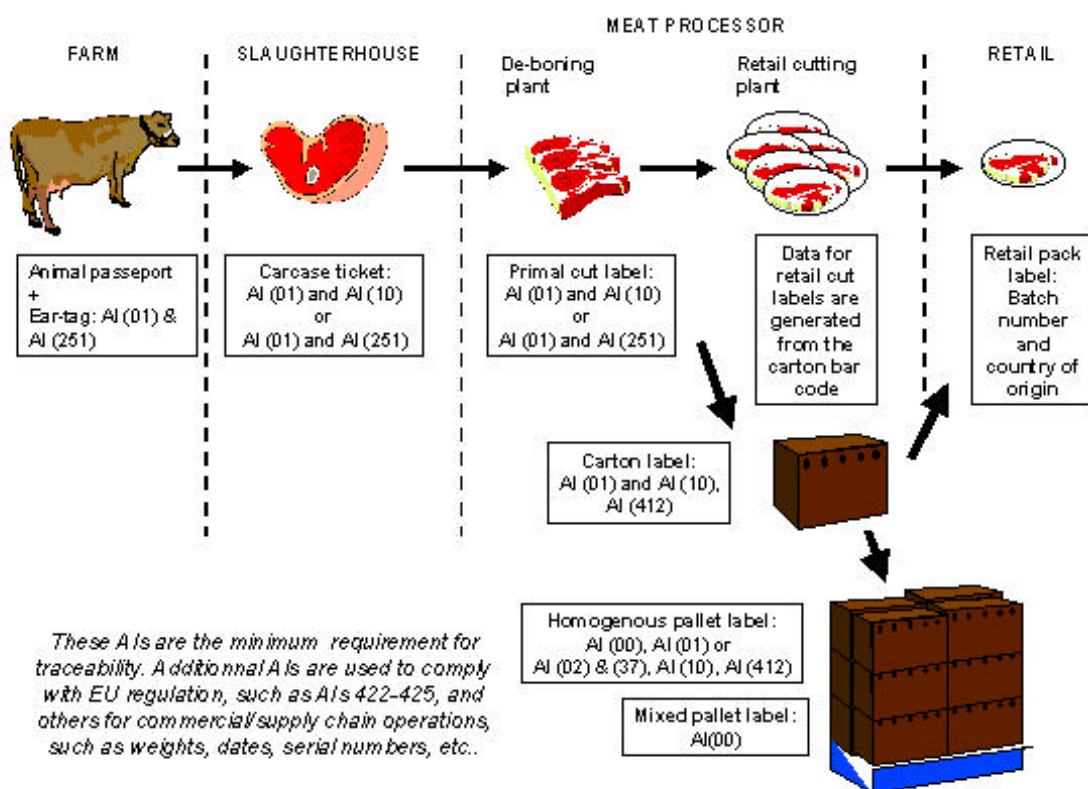 MEAT PROCESSOR
FARM
SLAUGHTERHOUSE
De-boning
plant
Retail cutting
plant
RETAIL
Animal passeport
+
Ear-tag: AI (01) &
AI (251)
Carcase ticket:
AI (01) and AI (10)
or
AI (01) and AI (251)
Primal cut label:
AI (01) and AI (10)
or
AI (01) and AI (251)
Data for
retail cut
labels are
generated
from the
carton bar
code
Retail pack
label:
Batch
number
and
country of
origin
Carton label:
AI (01) and AI (10),
AI (412)
Homogenous pallet label:
AI (00), AI (01) or
AI (02) & (37), AI (10), AI (412)
Mixed pallet label:
AI(00)
These AIs are the minimum requirement for
traceability. Additionnal AIs are used to comply
with EU regulation, such as AIs 422-425, and
others for commercial/supply chain operations,
such as weights, dates, serial numbers, etc..